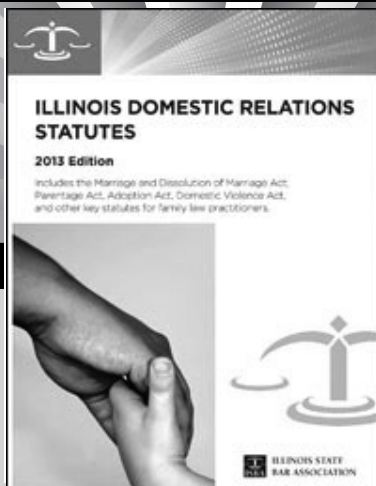 ILLINOIS DOMESTIC RELATIONS
STATUTES
2013 Edition
Includes the Marriage and Dissolution of Marriage Act,
Parentage Act, Adoption Act, Domestic Violence Act,
and other key statutes for family law practitioners.
ILLINOIS STATE
BAR ASSOCIATION